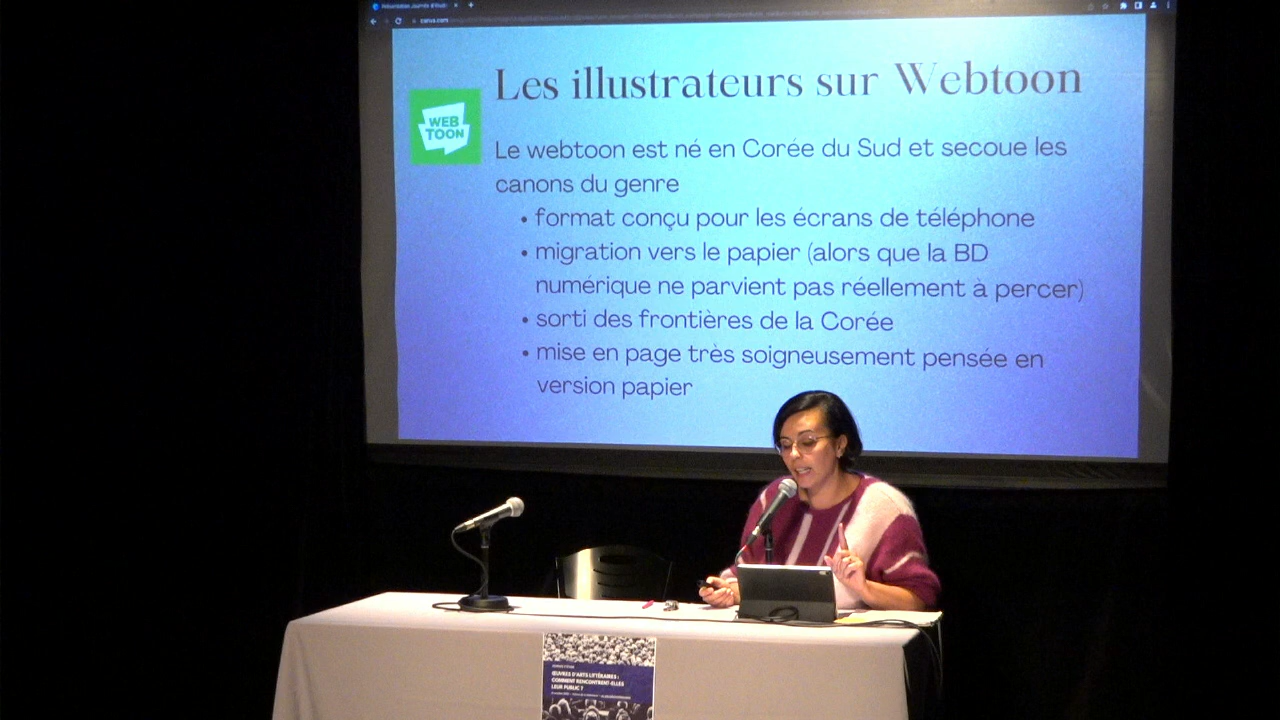 canva.com
Les illustrateurs sur Webtoon
WEB
TOON
Le webtoon est né en Corée du Sud et secoue les
canons du genre
• format conçu pour les écrans de téléphone
• migration vers le papier (alors que la BD
numérique ne parvient pas réellement à percer)
• sorti des frontières de la Corée
• mise en page très soigneusement pensée en
version papier
ŒUVRES D'ARTS LITTÉRAIRES :
COMMENT RENCONTRENT-ELLES
LEUR PUBLIC ?